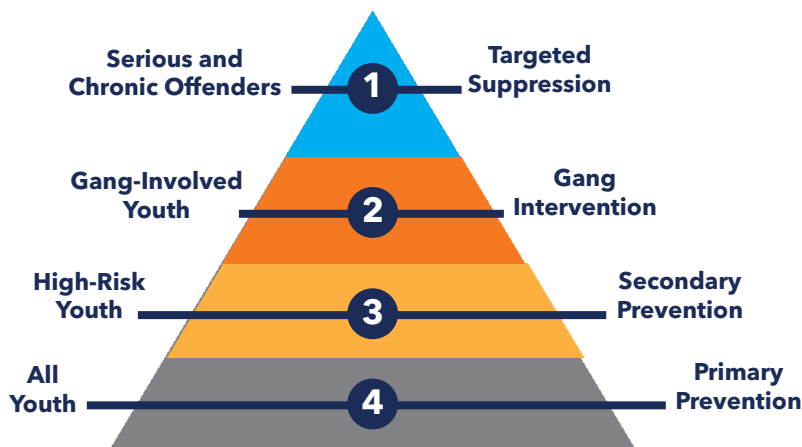 Serious and
Chronic Offenders
1
Targeted
Suppression
Gang-Involved
Youth
2
Gang
Intervention
High-Risk
Youth
3
Secondary
Prevention
All
Youth
4
Primary
Prevention